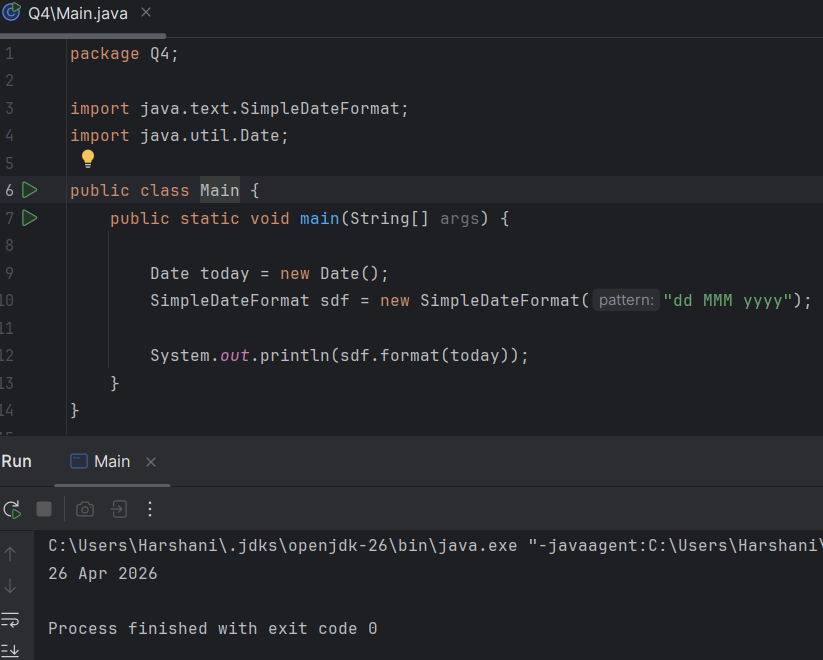 Q4\Main.java
1 package Q4;
2
3 import java.text.SimpleDateFormat;
4 import java.util.Date;
5
6 public class Main {
7 public static void main(String[] args) {
8
9 Date today = new Date();
10 SimpleDateFormat sdf = new SimpleDateFormat( pattern: "dd MMM yyyy");
11
12 System.out.println(sdf.format(today));
13 }
14 }
Run Main
C:\Users\Harshani\.jdks\openjdk-26\bin\java.exe "-javaagent:C:\Users\Harshani\
26 Apr 2026
Process finished with exit code 0